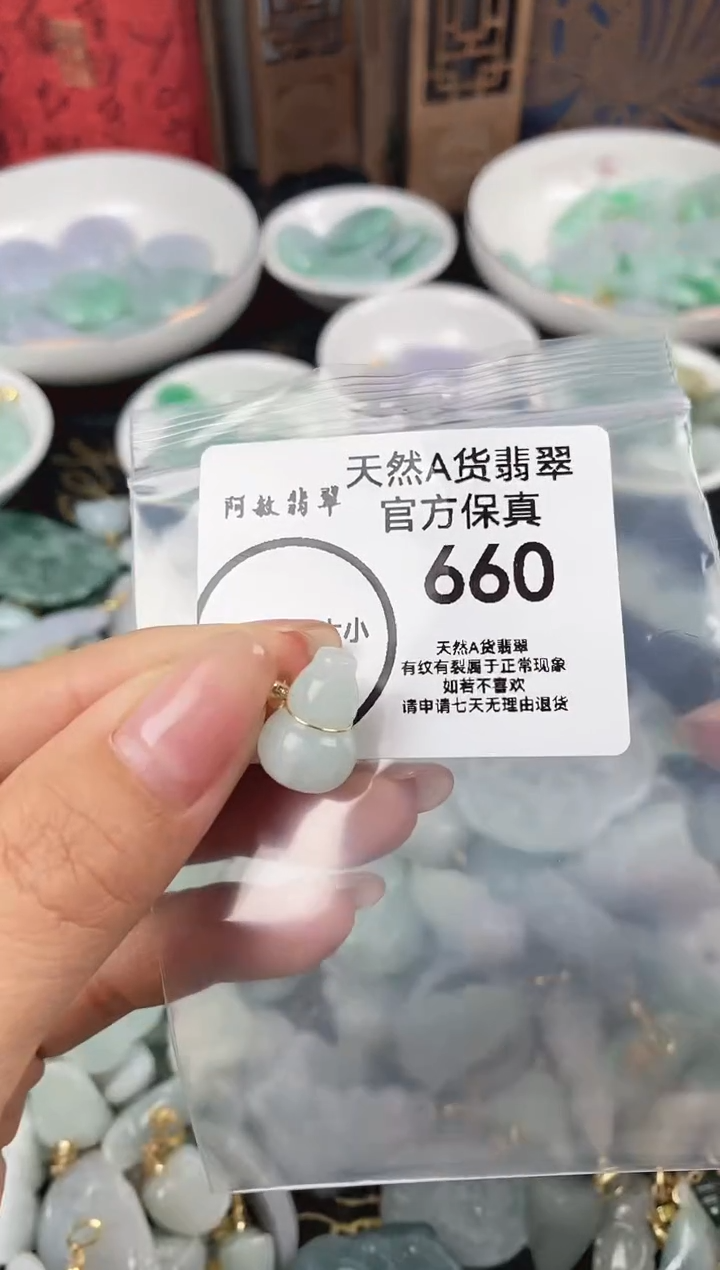 天然A货翡翠
阿敏翡翠
官方保真
660
小
天然A货翡翠
有纹有裂属于正常现象
如若不喜欢
请申请七天无理由退货